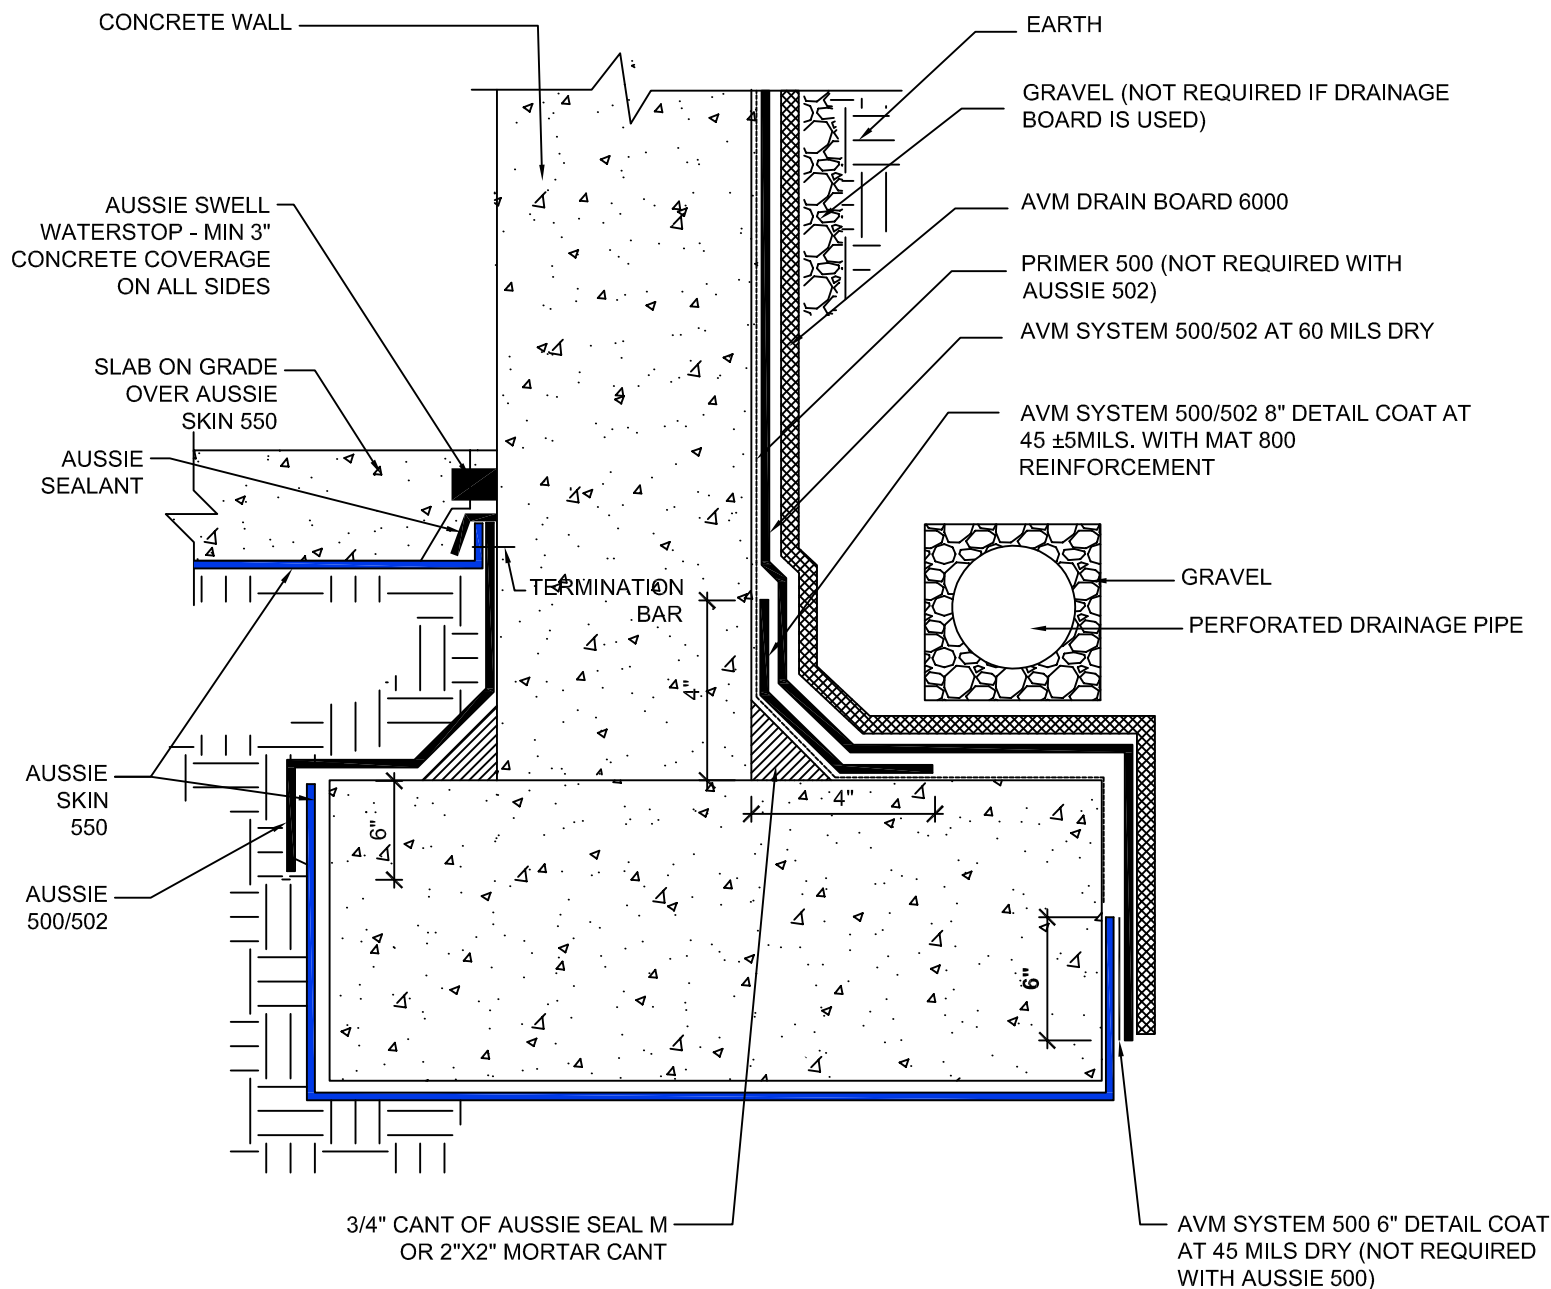 CONCRETE WALL
EARTH
GRAVEL (NOT REQUIRED IF DRAINAGE
BOARD IS USED)
AUSSIE SWELL
WATERSTOP - MIN 3"
CONCRETE COVERAGE
ON ALL SIDES
AVM DRAIN BOARD 6000
PRIMER 500 (NOT REQUIRED WITH
AUSSIE 502)
AVM SYSTEM 500/502 AT 60 MILS DRY
SLAB ON GRADE
OVER AUSSIE
SKIN 550
AVM SYSTEM 500/502 8" DETAIL COAT AT
45 ±5MILS. WITH MAT 800
REINFORCEMENT
AUSSIE
SEALANT
TERMINATION
BAR
GRAVEL
PERFORATED DRAINAGE PIPE
4"
AUSSIE
SKIN
550
4"
6"
AUSSIE
500/502
6"
3/4" CANT OF AUSSIE SEAL M
OR 2"X2" MORTAR CANT
AVM SYSTEM 500 6" DETAIL COAT
AT 45 MILS DRY (NOT REQUIRED
WITH AUSSIE 500)